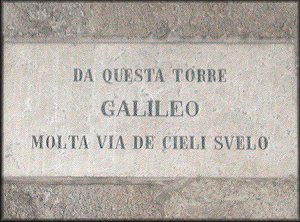 DA QUESTA TORRE
GALILEO
MOLTA VIA DE CIELI SVELO